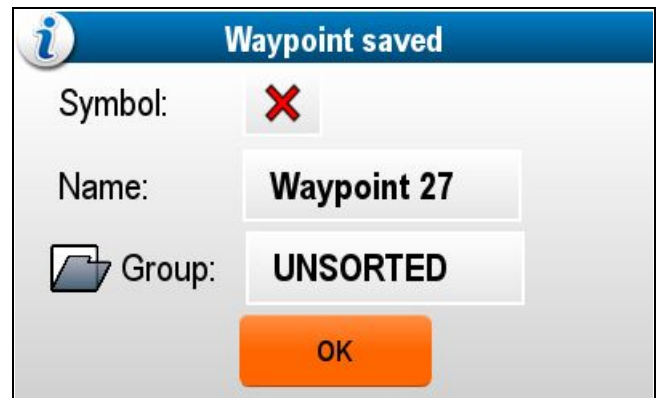 Waypoint saved
Symbol:
Name: Waypoint 27
Group: UNSORTED
OK